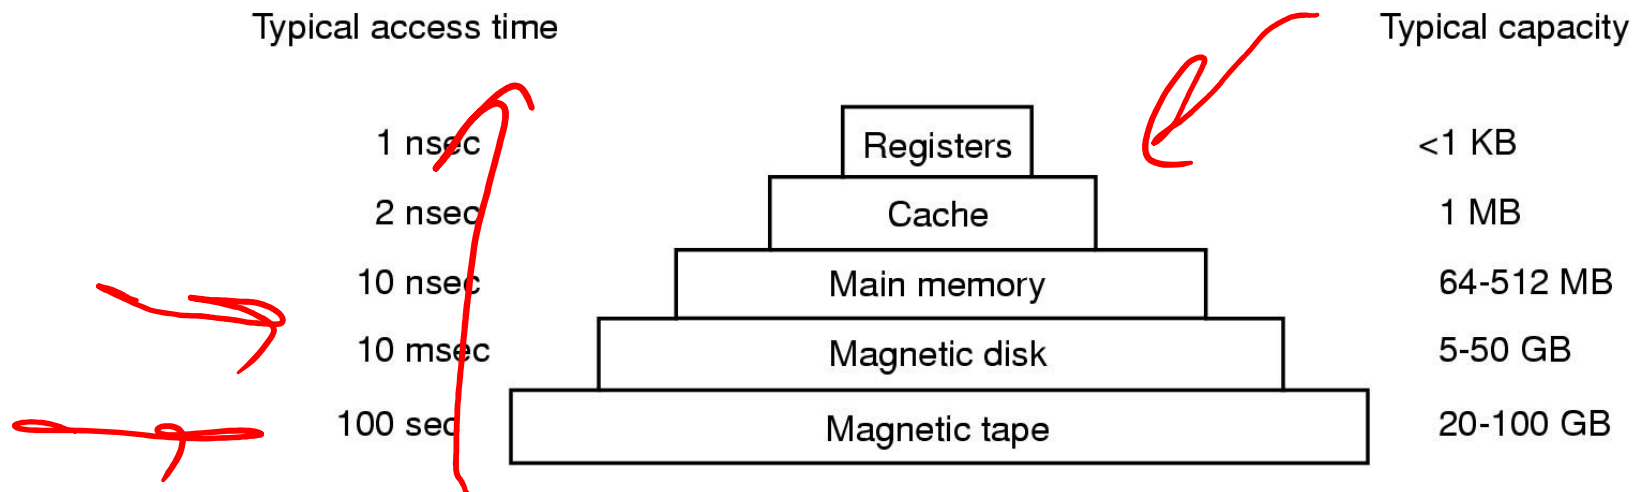 Typical access time Typical capacity
1 nsec Registers <1 KB
2 nsec Cache 1 MB
10 nsec Main memory 64-512 MB
10 msec Magnetic disk 5-50 GB
100 sec Magnetic tape 20-100 GB